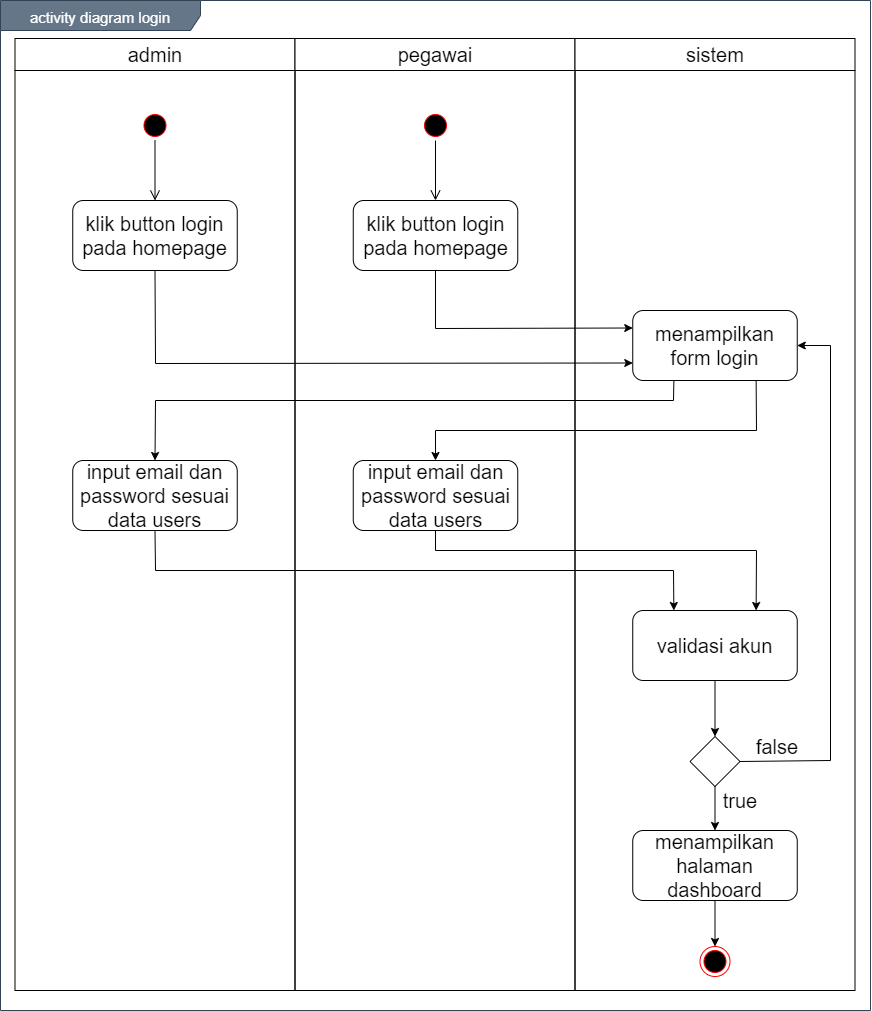 activity diagram login
admin
pegawai
sistem
klik button login
pada homepage
klik button login
pada homepage
menampilkan
form login
input email dan
password sesuai
data users
input email dan
password sesuai
data users
validasi akun
false
true
menampilkan
halaman
dashboard